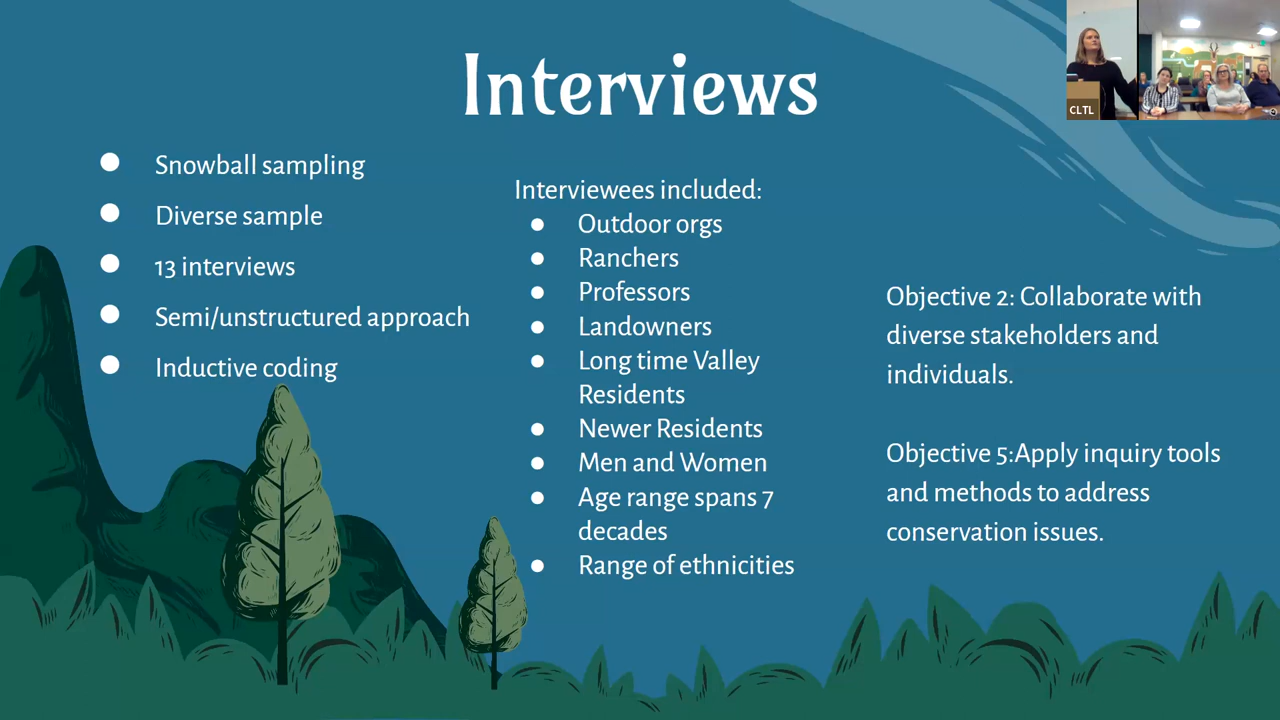 Interviews
CLTL
Snowball sampling
Diverse sample
13 interviews
Semi/unstructured approach
Inductive coding
Interviewees included:
Outdoor orgs
Ranchers
Professors
Landowners
Long time Valley
Residents
Newer Residents
Men and Women
Age range spans 7
decades
Range of ethnicities
Objective 2: Collaborate with
diverse stakeholders and
individuals.
Objective 5:Apply inquiry tools
and methods to address
conservation issues.